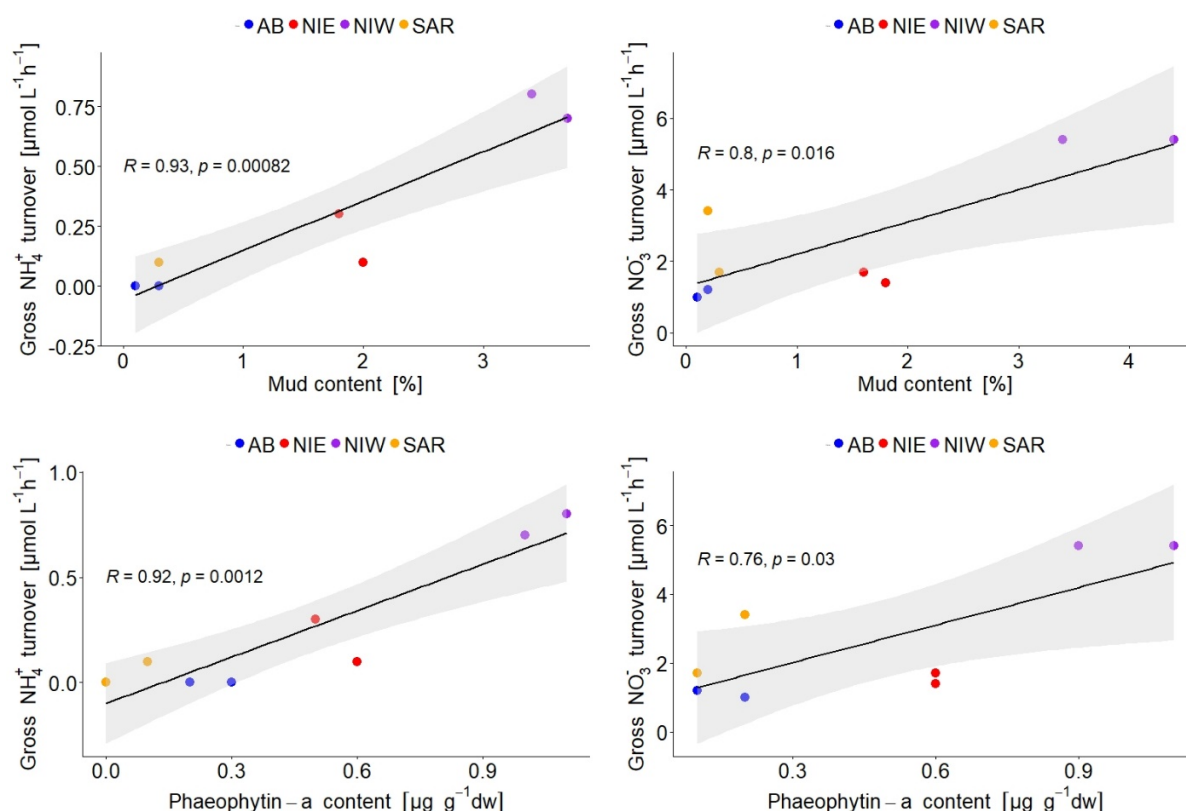 AB NIE NIW SAR
Gross NH₄⁺ turnover [µmol L⁻¹h⁻¹]
0.75
0.50
0.25
0.00
-0.25
R = 0.93, p = 0.00082
0 1 2 3
Mud content [%]
AB NIE NIW SAR
Gross NO₃⁻ turnover [µmol L⁻¹h⁻¹]
6
4
2
0
R = 0.8, p = 0.016
0 1 2 3 4
Mud content [%]
AB NIE NIW SAR
Gross NH₄⁺ turnover [µmol L⁻¹h⁻¹]
1.0
0.5
0.0
R = 0.92, p = 0.0012
0.0 0.3 0.6 0.9
Phaeophytin – a content [µg g⁻¹dw]
AB NIE NIW SAR
Gross NO₃⁻ turnover [µmol L⁻¹h⁻¹]
6
4
2
0
R = 0.76, p = 0.03
0.3 0.6 0.9
Phaeophytin – a content [µg g⁻¹dw]